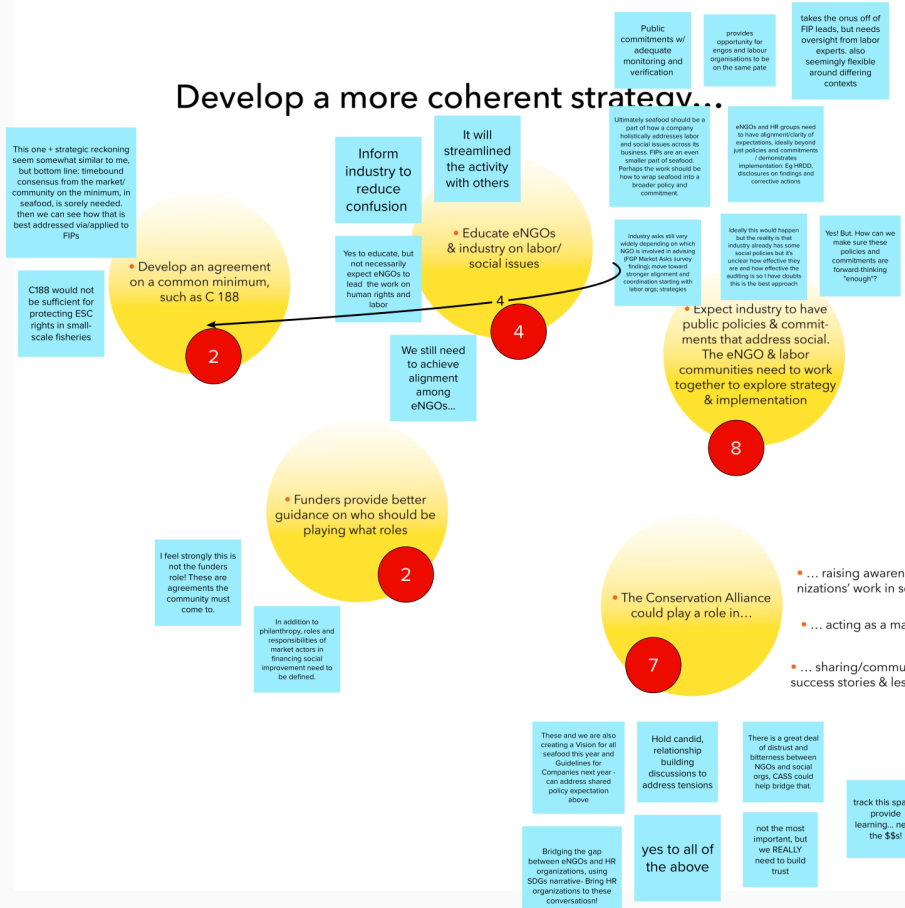 Public
commitments w/
adequate
monitoring and
verification
provides
opportunity for
engos and labour
organisations to be
on the same pate
takes the onus off of
FIP leads, but needs
oversight from labor
experts. also
seemingly flexible
around differing
contexts
Develop a more coherent strategy...
This one + strategic reckoning
seem somewhat similar to me,
but bottom line: timebound
consensus from the market/
community on the minimum, in
seafood, is sorely needed.
then we can see how that is
best addressed via/applied to
FIPs
Inform
industry to
reduce
confusion
It will
streamlined
the activity
with others
Ultimately seafood should be a
part of how a company
holistically addresses labor
and social issues across its
business. FIPs are an even
smaller part of seafood.
Perhaps the work should be
how to wrap seafood into a
broader policy and
commitment.
eNGOs and HR groups need
to have alignment/clarity of
expectations, ideally beyond
just policies and commitments
/ demonstrates
implementation: Eg HRDD,
disclosures on findings and
corrective actions
• Develop an agreement
on a common minimum,
such as C 188
2
C188 would not
be sufficient for
protecting ESC
rights in small-
scale fisheries
Yes to educate, but
not necessarily
expect eNGOs to
lead the work on
human rights and
labor
• Educate eNGOs
& industry on labor/
social issues
4
4
We still need
to achieve
alignment
among
eNGOs...
Industry asks still vary
widely depending on which
NGO is involved in advising
(FGP Market Asks survey
finding); move toward
stronger alignment and
coordination starting with
labor orgs; strategies
Ideally this would happen
but the reality is that
industry already has some
social policies but it's
unclear how effective they
are and how effective the
auditing is so I have doubts
this is the best approach
Yes! But. How can we
make sure these
policies and
commitments are
forward-thinking
"enough"?
• Expect industry to have
public policies & commit-
ments that address social.
The eNGO & labor
communities need to work
together to explore strategy
& implementation
8
• Funders provide better
guidance on who should be
playing what roles
2
I feel strongly this is
not the funders
role! These are
agreements the
community must
come to.
In addition to
philanthropy, roles and
responsibilities of
market actors in
financing social
improvement need to
be defined.
• The Conservation Alliance
could play a role in...
7
• ... raising awaren
nizations' work in s
• ... acting as a ma
• ... sharing/commu
success stories & les
These and we are also
creating a Vision for all
seafood this year and
Guidelines for
Companies next year -
can address shared
policy expectation
above
Hold candid,
relationship
building
discussions to
address tensions
There is a great deal
of distrust and
bitterness between
NGOs and social
orgs, CASS could
help bridge that.
track this spa
provide
learning... ne
the $$s!
Bridging the gap
between eNGOs and HR
organizations, using
SDGs narrative- Bring HR
organizations to these
conversatiosn!
yes to all of
the above
not the most
important, but
we REALLY
need to build
trust